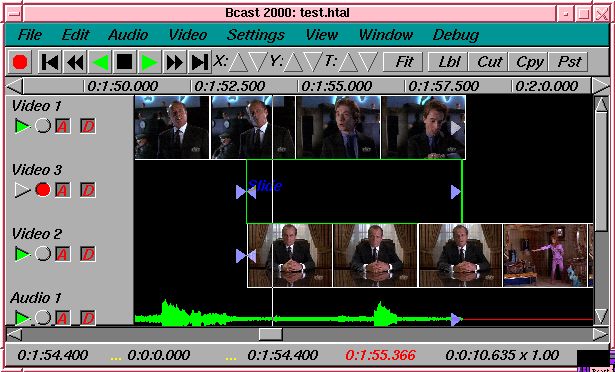 Bcast 2000: test.htal
File Edit Audio Video Settings View Window Debug
X: Y: T: Fit Lbl Cut Cpy Pst
0:1:50.000 0:1:52.500 0:1:55.000 0:1:57.500 0:2:0.000
Video 1
A D
Video 3
A D
Slide
Video 2
A D
Audio 1
A D
0:1:54.400 ... 0:0:0.000 ... 0:1:54.400 0:1:55.366 0:0:10.635 x 1.00
Bcast